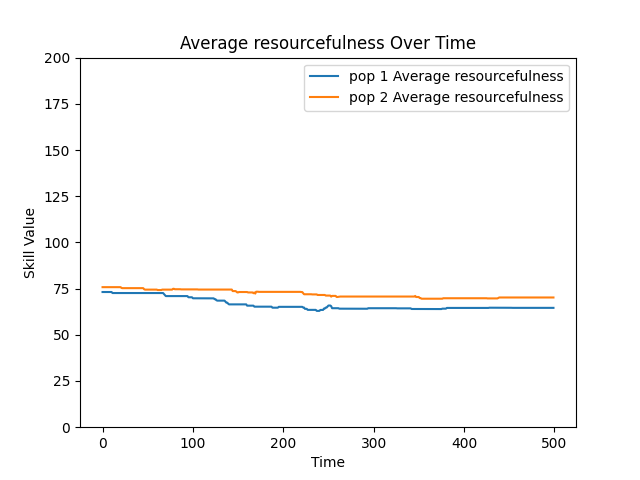 Average resourcefulness Over Time
pop 1 Average resourcefulness
pop 2 Average resourcefulness
Skill Value
200
175
150
125
100
75
50
25
0
0 100 200 300 400 500
Time